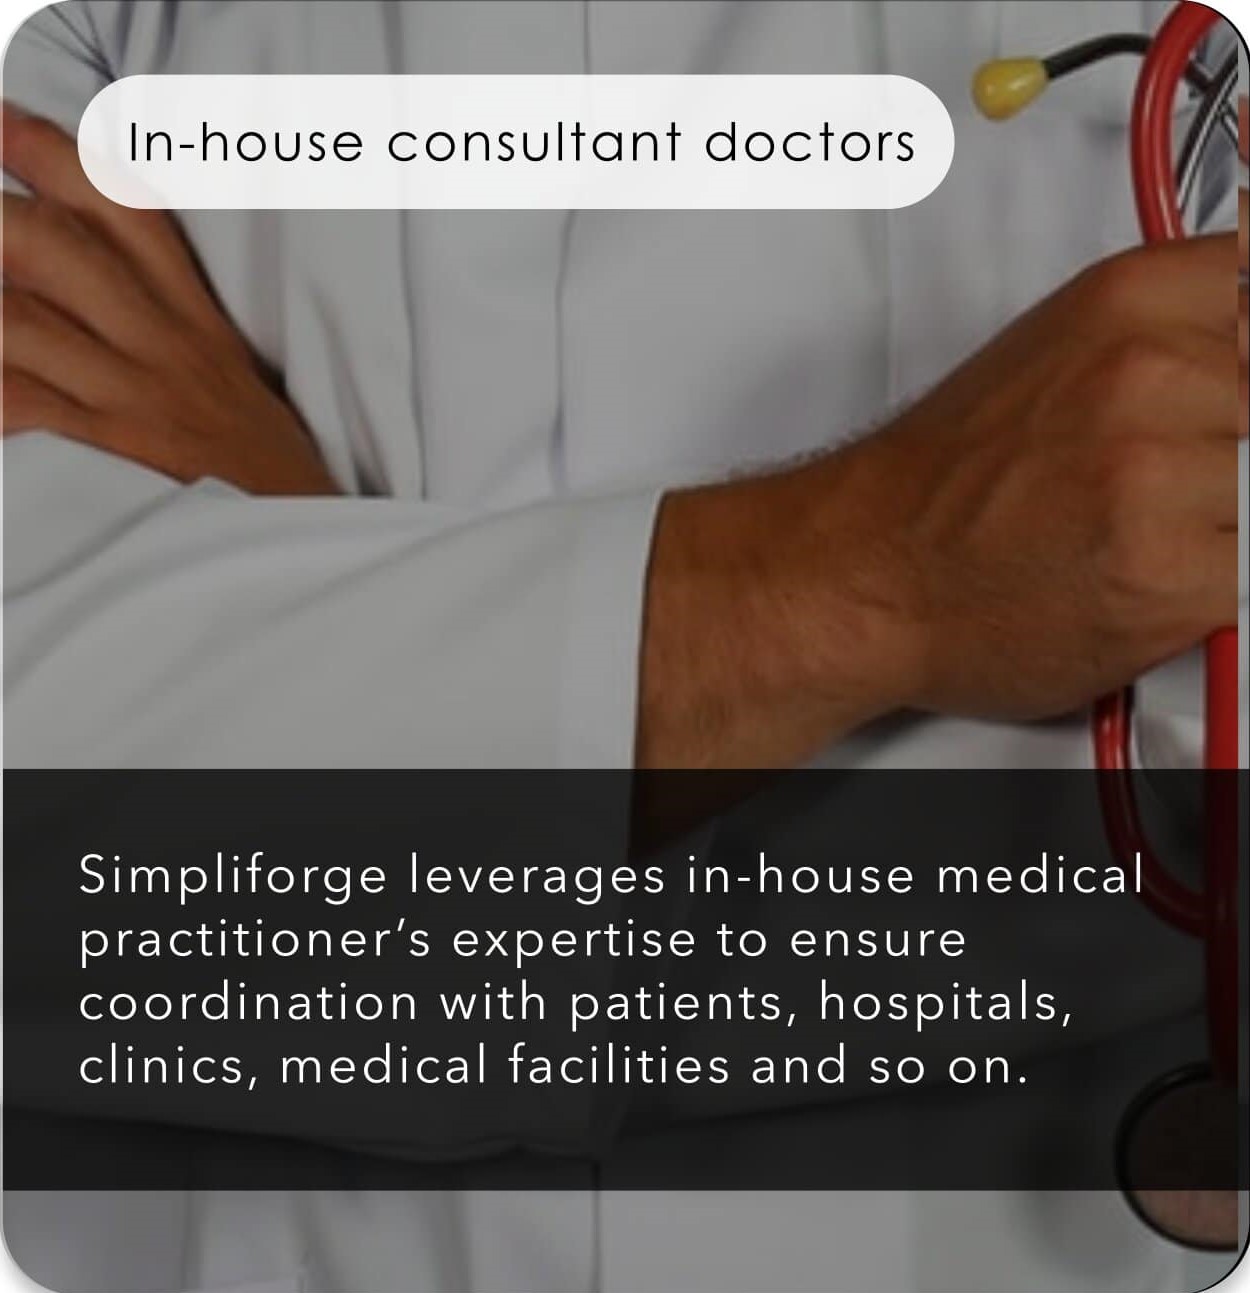 In-house consultant doctors
Simpliforge leverages in-house medical
practitioner’s expertise to ensure
coordination with patients, hospitals,
clinics, medical facilities and so on.